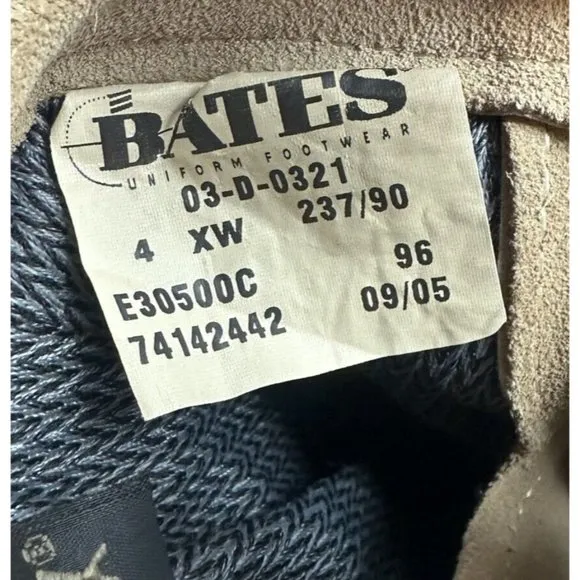 BATES
UNIFORM FOOTWEAR
03-D-0321
4 XW 237/90
E30500C 96
74142442 09/05